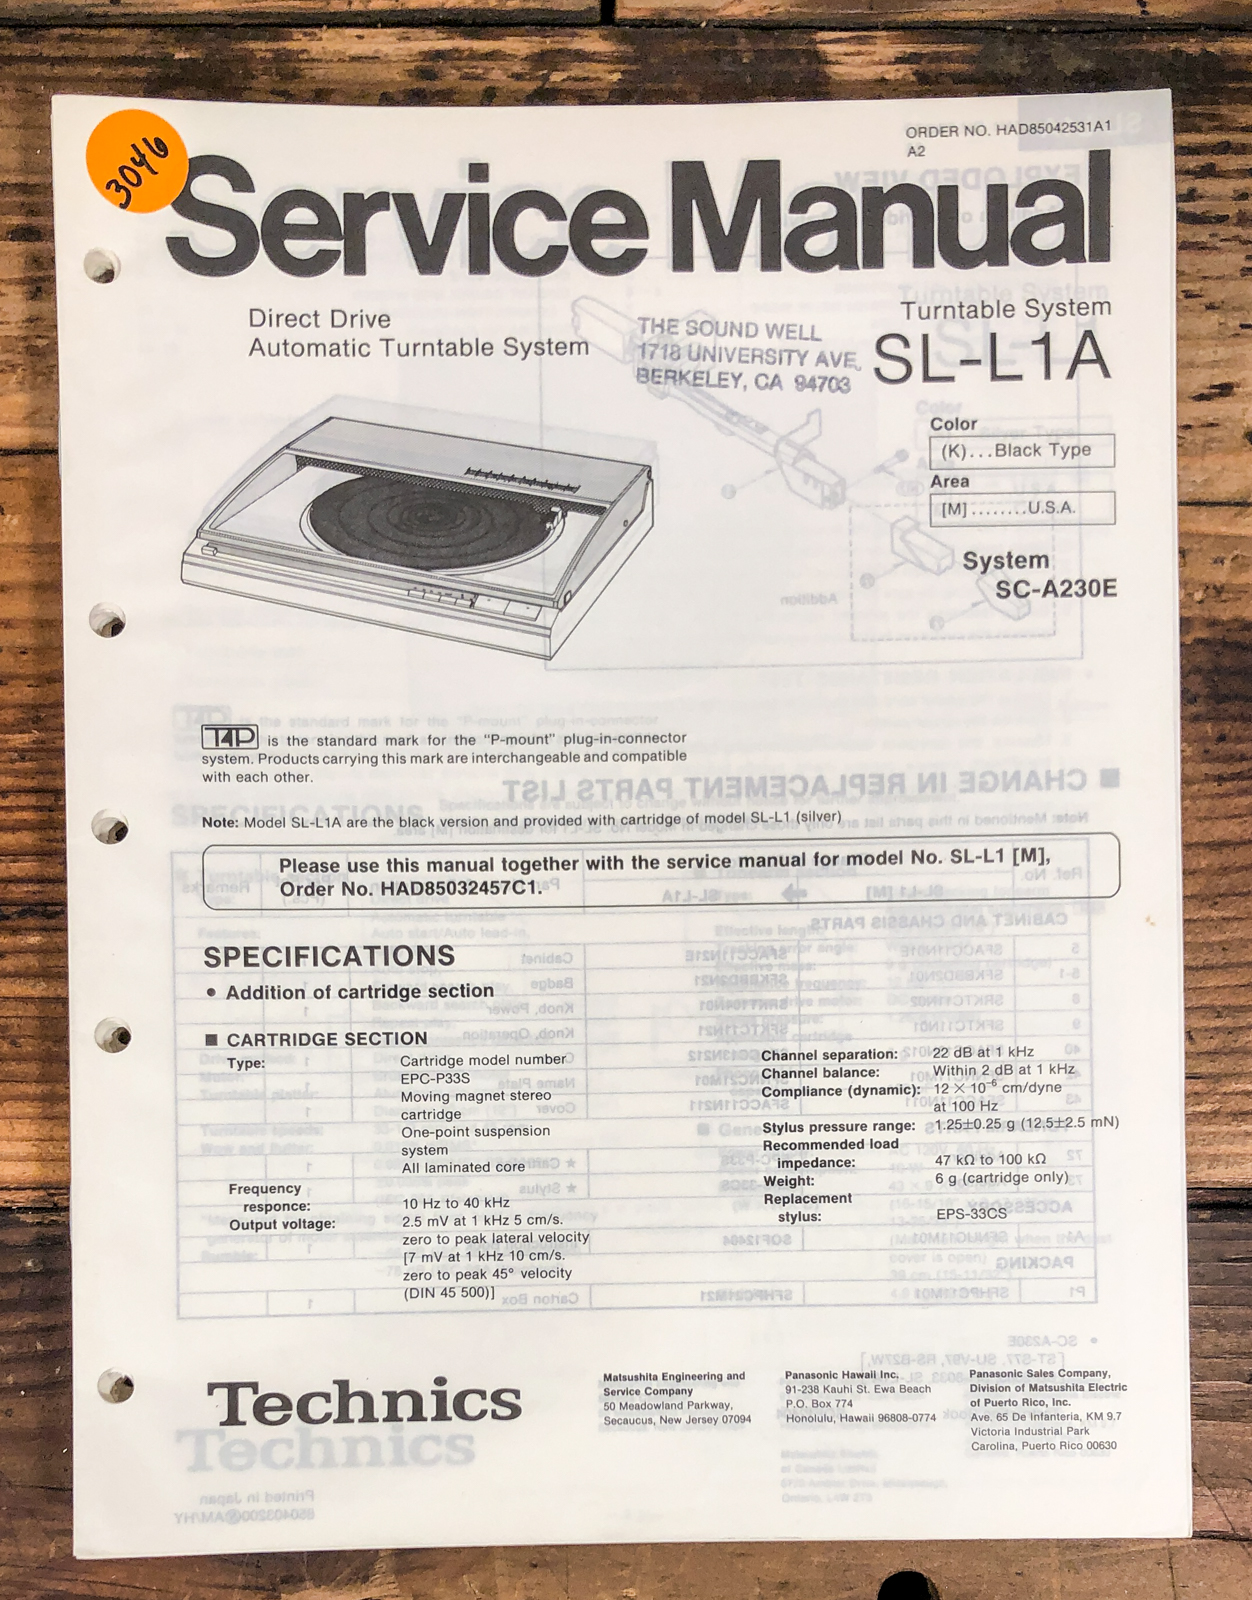 3046
ORDER NO. HAD85042531A1
A2
Service Manual
Direct Drive
Automatic Turntable System
THE SOUND WELL
1718 UNIVERSITY AVE.
BERKELEY, CA 94703
Turntable System
SL-L1A
Color
(K)...Black Type
Area
[M]........U.S.A.
System
SC-A230E
T4P is the standard mark for the "P-mount" plug-in-connector
system. Products carrying this mark are interchangeable and compatible
with each other.
Note: Model SL-L1A are the black version and provided with cartridge of model SL-L1 (silver)
Please use this manual together with the service manual for model No. SL-L1 [M],
Order No. HAD85032457C1.
SPECIFICATIONS
• Addition of cartridge section
■ CARTRIDGE SECTION
Type: Cartridge model number
EPC-P33S
Moving magnet stereo
cartridge
One-point suspension
system
All laminated core
Frequency
responce: 10 Hz to 40 kHz
Output voltage: 2.5 mV at 1 kHz 5 cm/s.
zero to peak lateral velocity
[7 mV at 1 kHz 10 cm/s.
zero to peak 45° velocity
(DIN 45 500)]
Channel separation: 22 dB at 1 kHz
Channel balance: Within 2 dB at 1 kHz
Compliance (dynamic): 12 × 10⁻⁶ cm/dyne
at 100 Hz
Stylus pressure range: 1.25±0.25 g (12.5±2.5 mN)
Recommended load
impedance: 47 kΩ to 100 kΩ
Weight: 6 g (cartridge only)
Replacement
stylus: EPS-33CS
Technics
Matsushita Engineering and
Service Company
50 Meadowland Parkway,
Secaucus, New Jersey 07094
Panasonic Hawaii Inc.
91-238 Kauhi St. Ewa Beach
P.O. Box 774
Honolulu, Hawaii 96808-0774
Panasonic Sales Company,
Division of Matsushita Electric
of Puerto Rico, Inc.
Ave. 65 De Infanteria, KM 9.7
Victoria Industrial Park
Carolina, Puerto Rico 00630